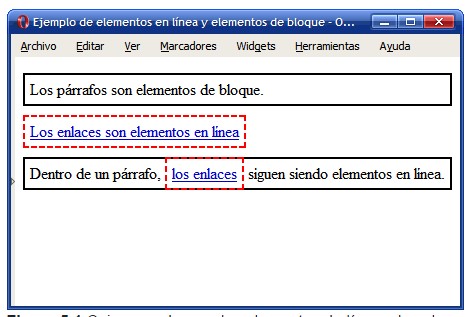 Ejemplo de elementos en línea y elementos de bloque - O...
Archivo Editar Ver Marcadores Widgets Herramientas Ayuda
Los párrafos son elementos de bloque.
Los enlaces son elementos en línea
Dentro de un párrafo, los enlaces siguen siendo elementos en línea.